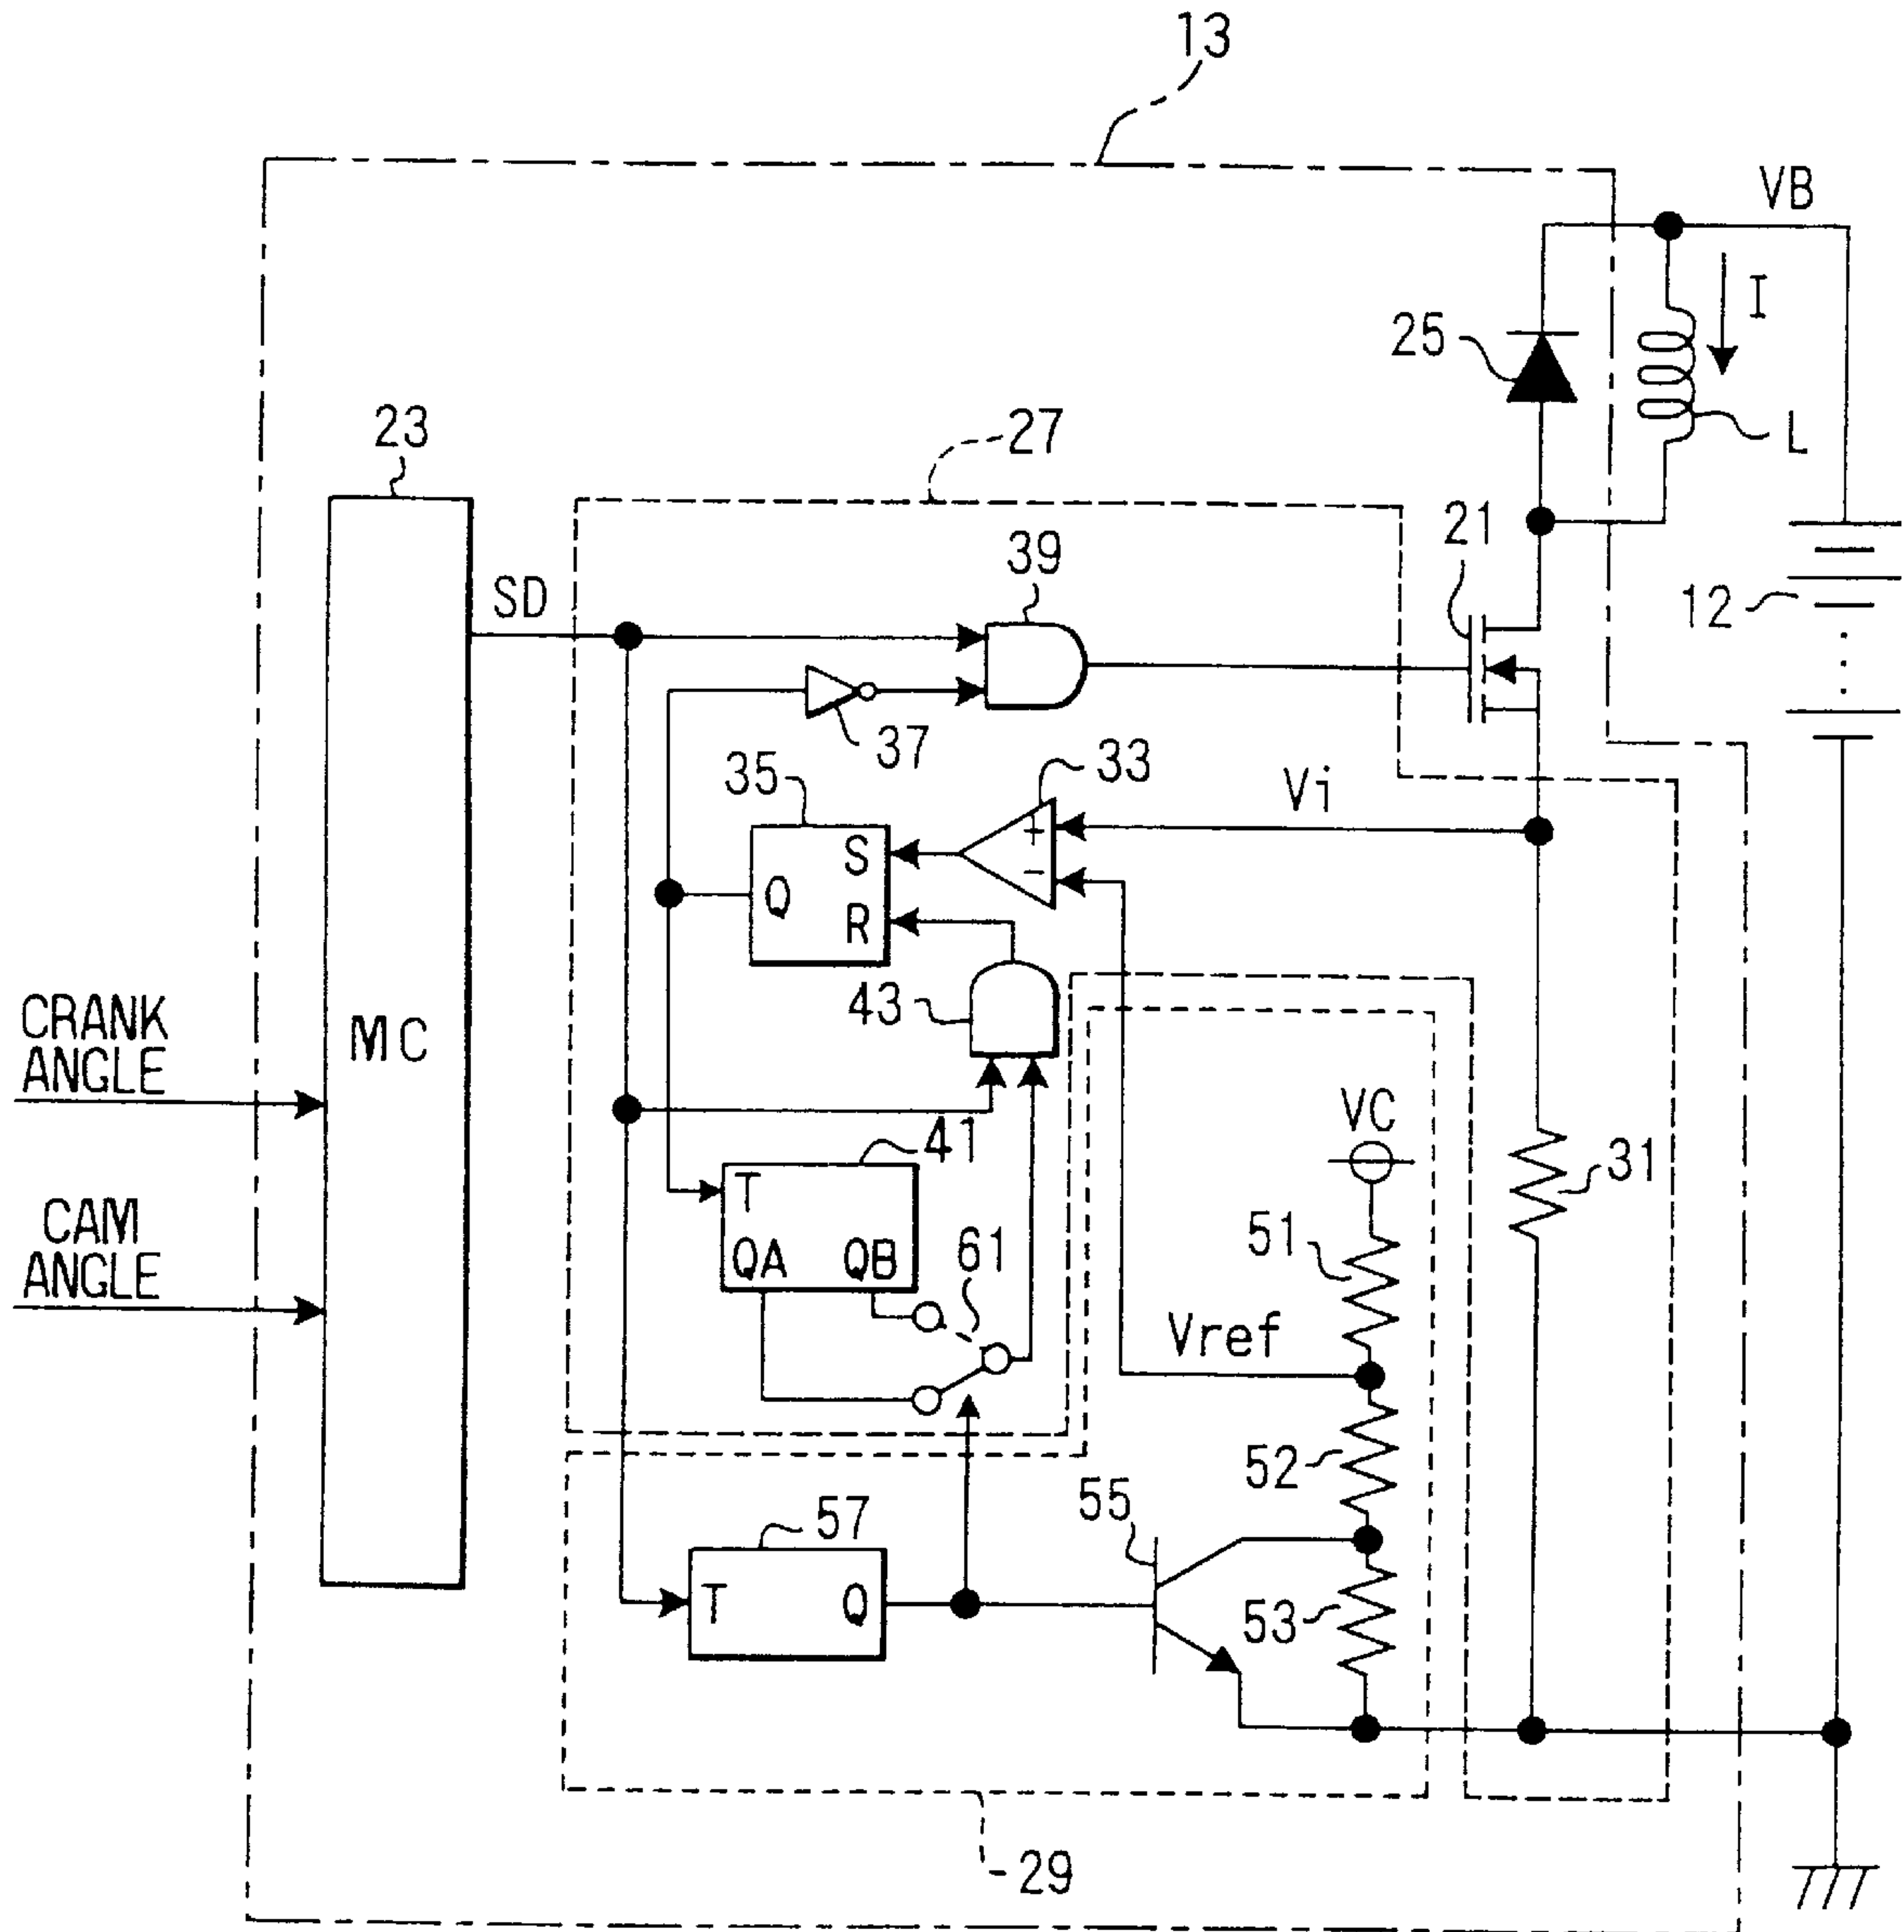 13
VB
I
25
L
23
27
21
39
12
SD
37
33
Vi
35
+
S
-
Q
R
43
CRANK
ANGLE
MC
VC
41
31
T
CAM
ANGLE
51
61
QA QB
Vref
52
55
57
T Q
53
29